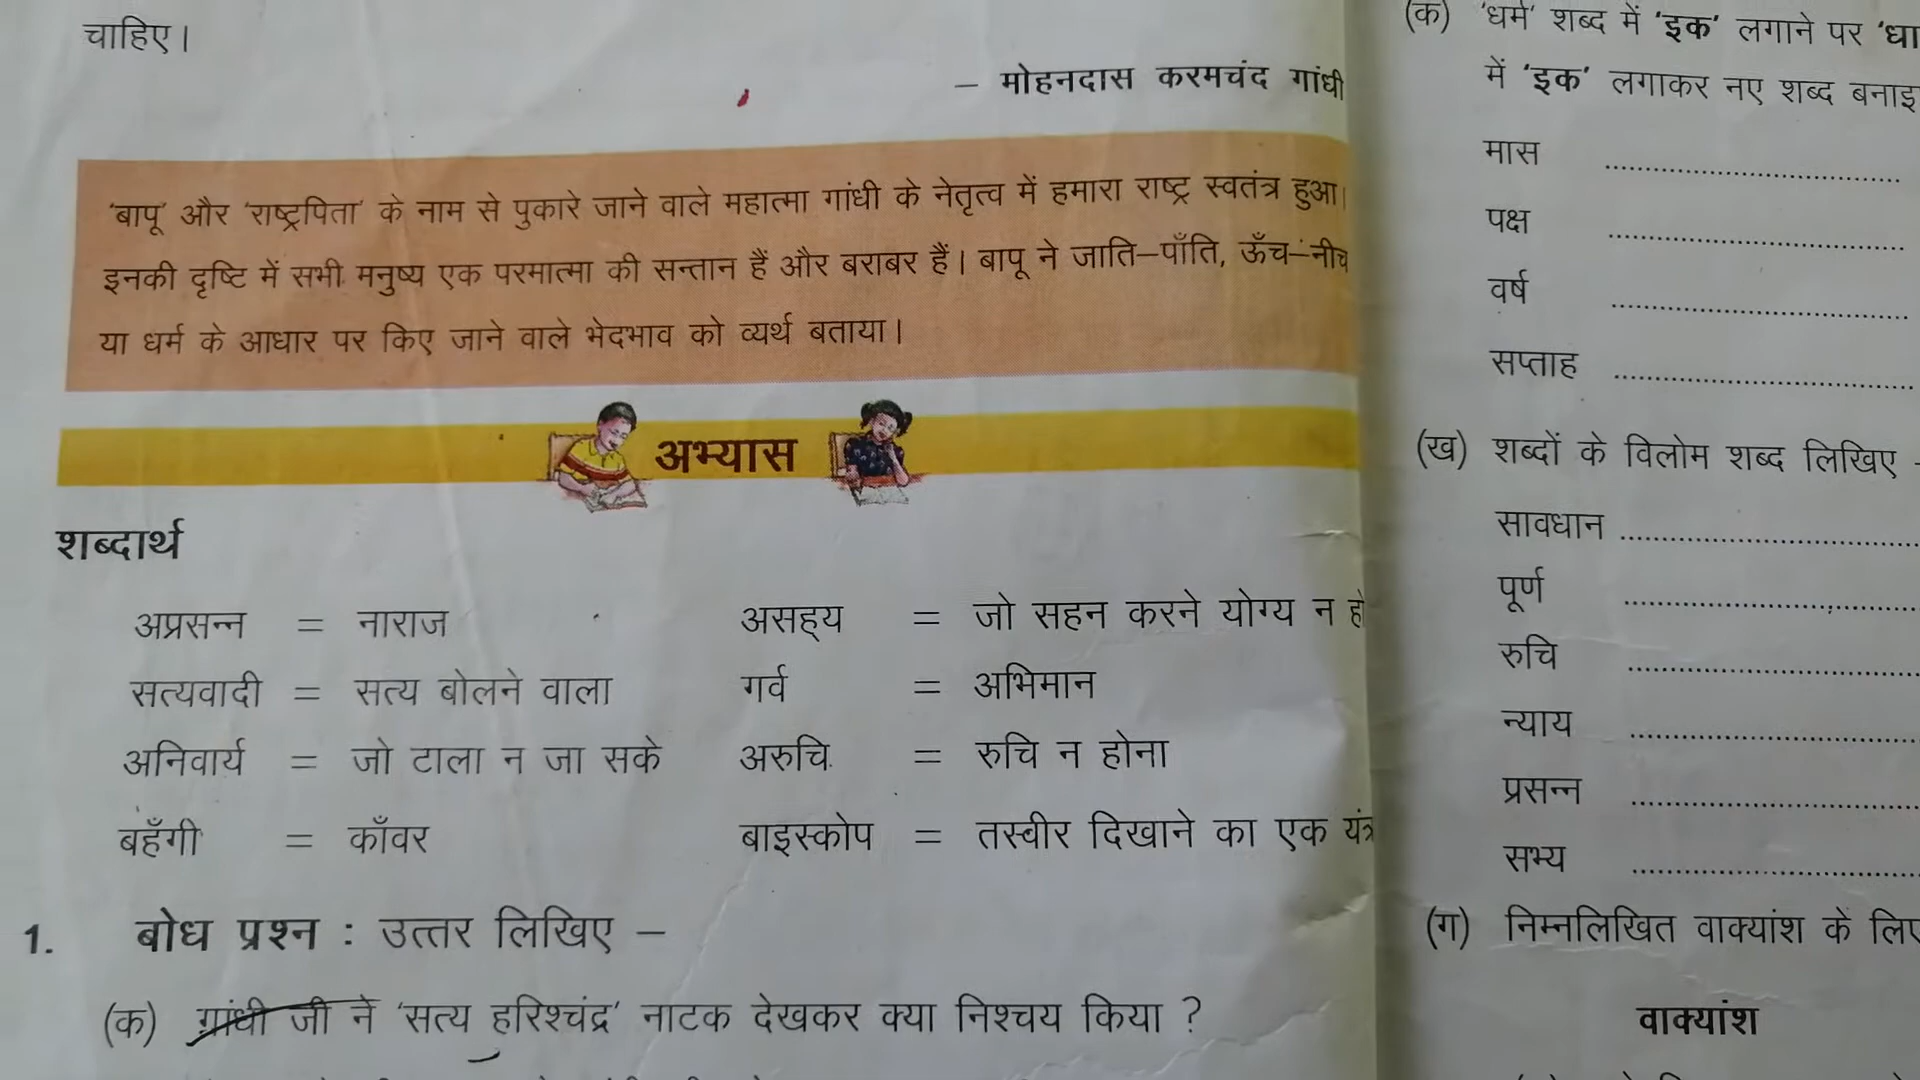 चाहिए।
– मोहनदास करमचंद गांधी
'बापू' और 'राष्ट्रपिता' के नाम से पुकारे जाने वाले महात्मा गांधी के नेतृत्व में हमारा राष्ट्र स्वतंत्र हुआ।
इनकी दृष्टि में सभी मनुष्य एक परमात्मा की सन्तान हैं और बराबर हैं। बापू ने जाति–पाँति, ऊँच–नीच
या धर्म के आधार पर किए जाने वाले भेदभाव को व्यर्थ बताया।
अभ्यास
शब्दार्थ
अप्रसन्न = नाराज असह्य = जो सहन करने योग्य न हो
सत्यवादी = सत्य बोलने वाला गर्व = अभिमान
अनिवार्य = जो टाला न जा सके अरुचि = रुचि न होना
बहँगी = काँवर बाइस्कोप = तस्वीर दिखाने का एक यंत्र
1. बोध प्रश्न : उत्तर लिखिए –
(क) गांधी जी ने 'सत्य हरिश्चंद्र' नाटक देखकर क्या निश्चय किया ?
(क) 'धर्म' शब्द में 'इक' लगाने पर 'धा
में 'इक' लगाकर नए शब्द बनाइ
मास ....................................
पक्ष ....................................
वर्ष ....................................
सप्ताह ....................................
(ख) शब्दों के विलोम शब्द लिखिए -
सावधान ....................................
पूर्ण ....................................
रुचि ....................................
न्याय ....................................
प्रसन्न ....................................
सभ्य ....................................
(ग) निम्नलिखित वाक्यांश के लिए
वाक्यांश